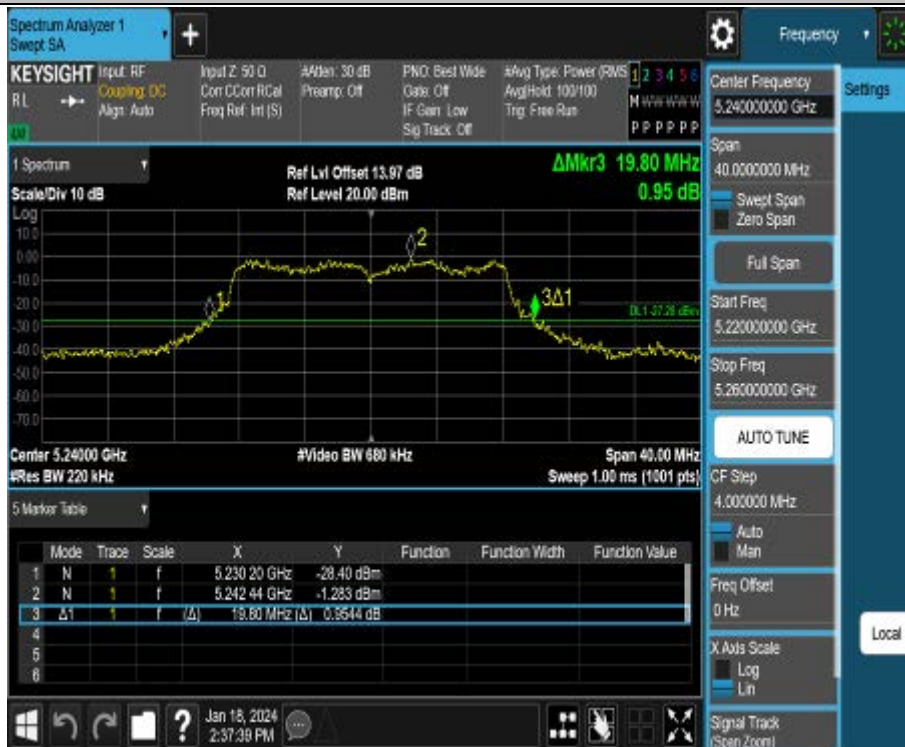 Spectrum Analyzer 1
Swept SA
+
Frequency
KEYSIGHT
RL
Input: RF
Coupling: DC
Align: Auto
Input Z: 50 Ω
Corr CCorr RCal
Freq Ref: Int (S)
#Atten: 30 dB
Preamp: Off
PNO: Best Wide
Gate: Off
IF Gain: Low
Sig Track: Off
#Avg Type: Power (RMS
Avg|Hold: 100/100
Trig: Free Run
1 2 3 4 5 6
M W W W W W
P P P P P P
1 Spectrum
Scale/Div 10 dB
Ref Lvl Offset 13.97 dB
Ref Level 20.00 dBm
ΔMkr3 19.80 MHz
0.95 dB
Log
10.0
0.00
-10.0
-20.0
-30.0
-40.0
-50.0
-60.0
-70.0
1
2
3Δ1
DL1 -27.28 dBm
Center 5.24000 GHz
#Video BW 680 kHz
Span 40.00 MHz
#Res BW 220 kHz
Sweep 1.00 ms (1001 pts)
5 Marker Table
Mode Trace Scale X Y Function Function Width Function Value
1 N 1 f 5.230 20 GHz -28.40 dBm
2 N 1 f 5.242 44 GHz -1.283 dBm
3 Δ1 1 f (Δ) 19.80 MHz (Δ) 0.9544 dB
4
5
6
Jan 18, 2024
2:37:39 PM
Center Frequency
5.240000000 GHz
Settings
Span
40.0000000 MHz
Swept Span
Zero Span
Full Span
Start Freq
5.220000000 GHz
Stop Freq
5.260000000 GHz
AUTO TUNE
CF Step
4.000000 MHz
Auto
Man
Freq Offset
0 Hz
X Axis Scale
Log
Lin
Local
Signal Track
(Span Zoom)